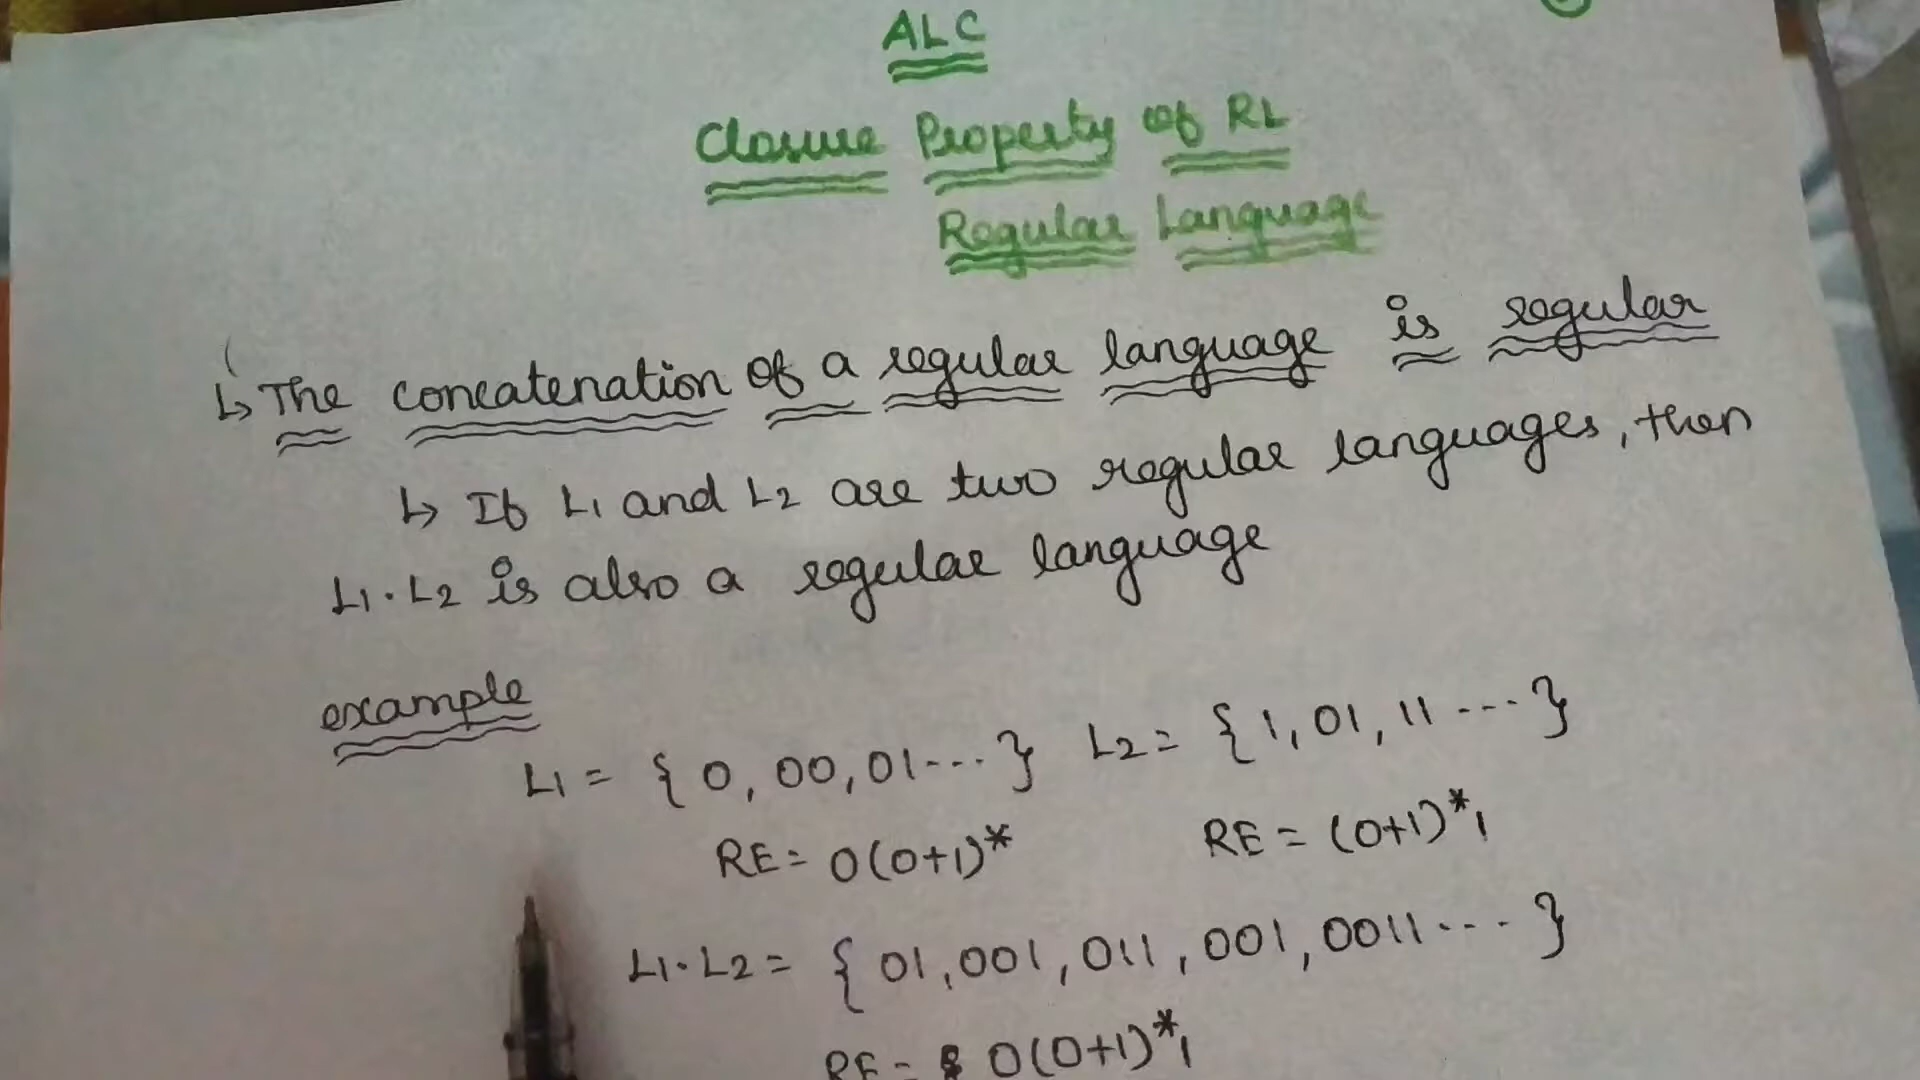 ALC
Closure Property of RL
Regular Language
↳ The concatenation of a regular language is regular
↳ If L1 and L2 are two regular languages, then
L1·L2 is also a regular language
example
L1 = {0, 00, 01---} L2 = {1, 01, 11 ---}
RE = 0(0+1)* RE = (0+1)*1
L1·L2 = {01, 001, 011, 001, 0011---}
RE = 0(0+1)*1